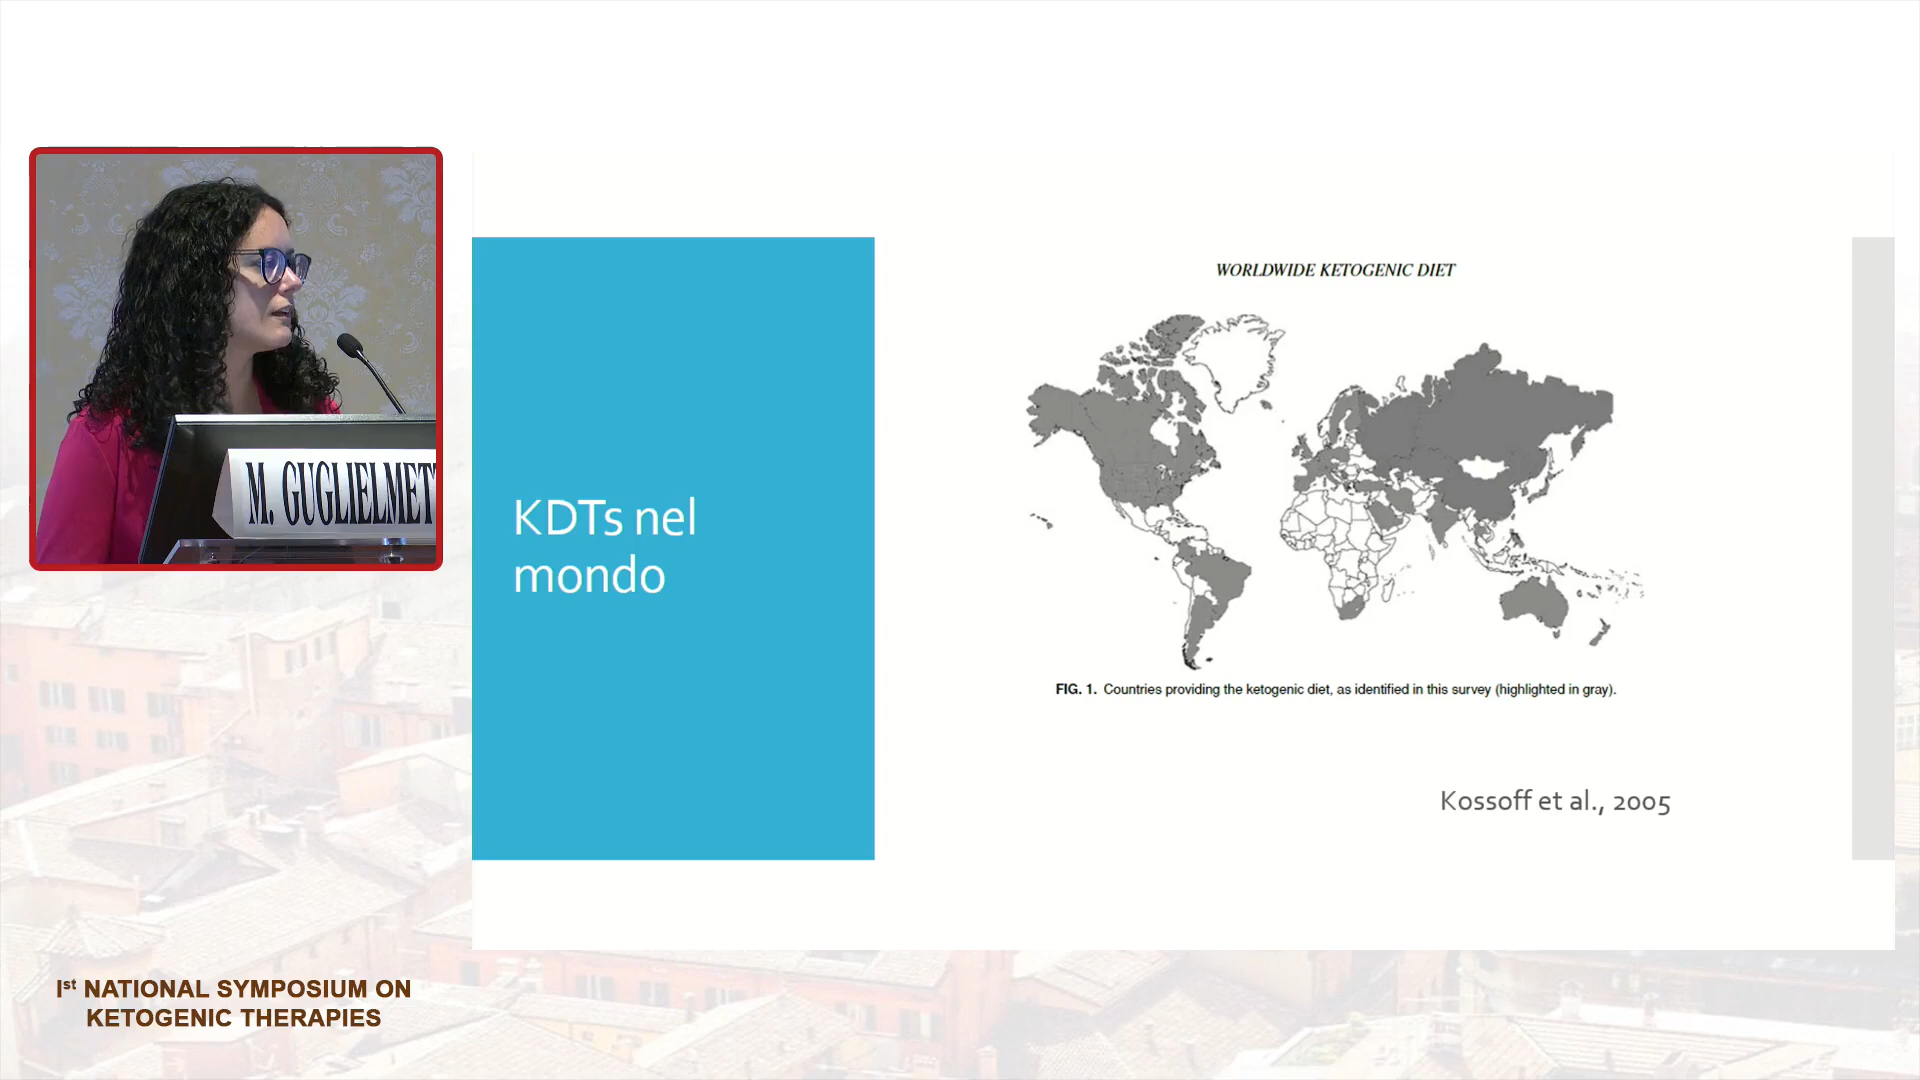 M. GUGLIELMET
KDTs nel
mondo
WORLDWIDE KETOGENIC DIET
FIG. 1. Countries providing the ketogenic diet, as identified in this survey (highlighted in gray).
Kossoff et al., 2005
Ist NATIONAL SYMPOSIUM ON
KETOGENIC THERAPIES